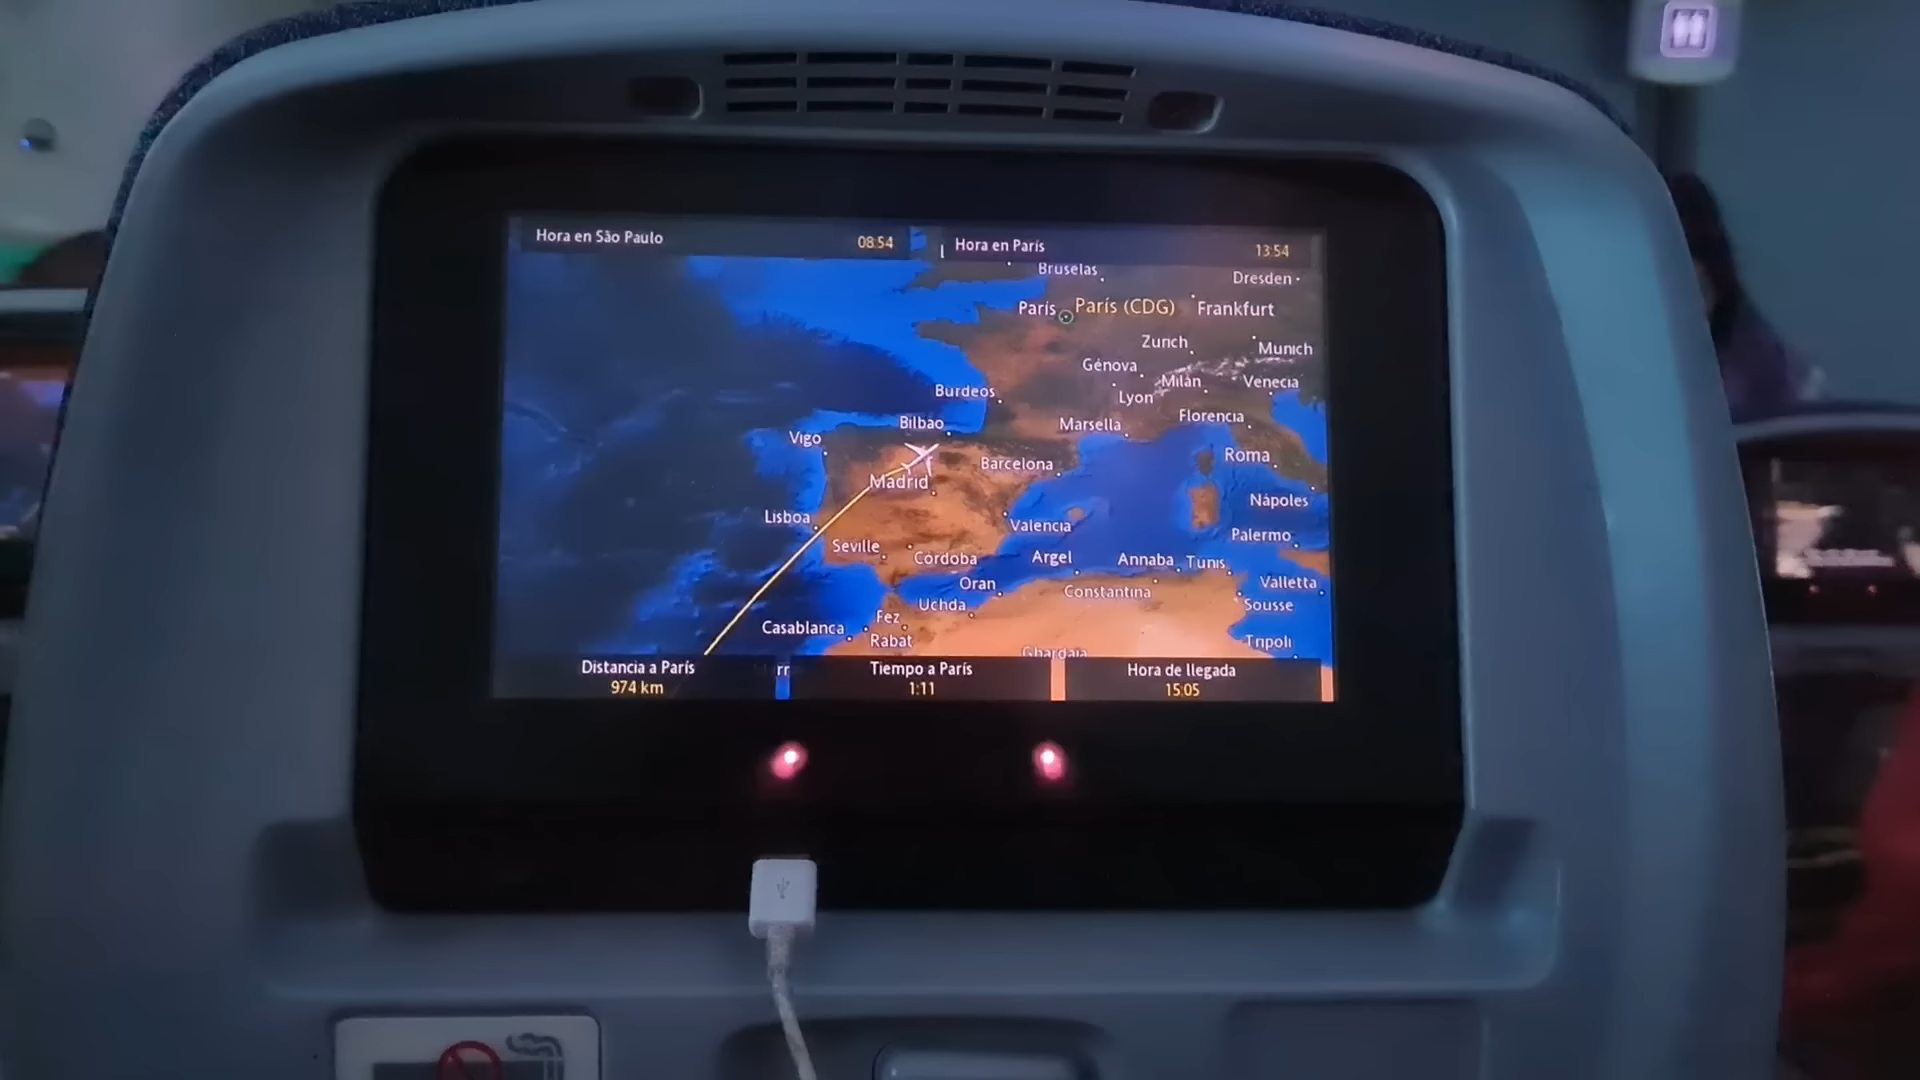 Hora en São Paulo 08:54
Hora en París 13:54
Bruselas
Dresden
París
París (CDG)
Frankfurt
Zurich
Munich
Génova
Milán
Venecia
Lyon
Burdeos
Florencia
Bilbao
Marsella
Vigo
Roma
Barcelona
Madrid
Nápoles
Lisboa
Valencia
Palermo
Seville
Córdoba
Argel
Annaba
Tunis
Oran
Constantina
Valletta
Uchda
Sousse
Fez
Casablanca
Rabat
Tripoli
Ghardaia
Distancia a París
974 km
Tiempo a París
1:11
Hora de llegada
15:05